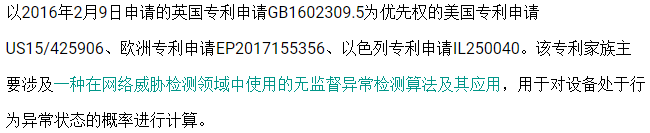 以2016年2月9日申请的英国专利申请GB1602309.5为优先权的美国专利申请
US15/425906、欧洲专利申请EP2017155356、以色列专利申请IL250040。该专利家族主
要涉及一种在网络威胁检测领域中使用的无监督异常检测算法及其应用，用于对设备处于行
为异常状态的概率进行计算。